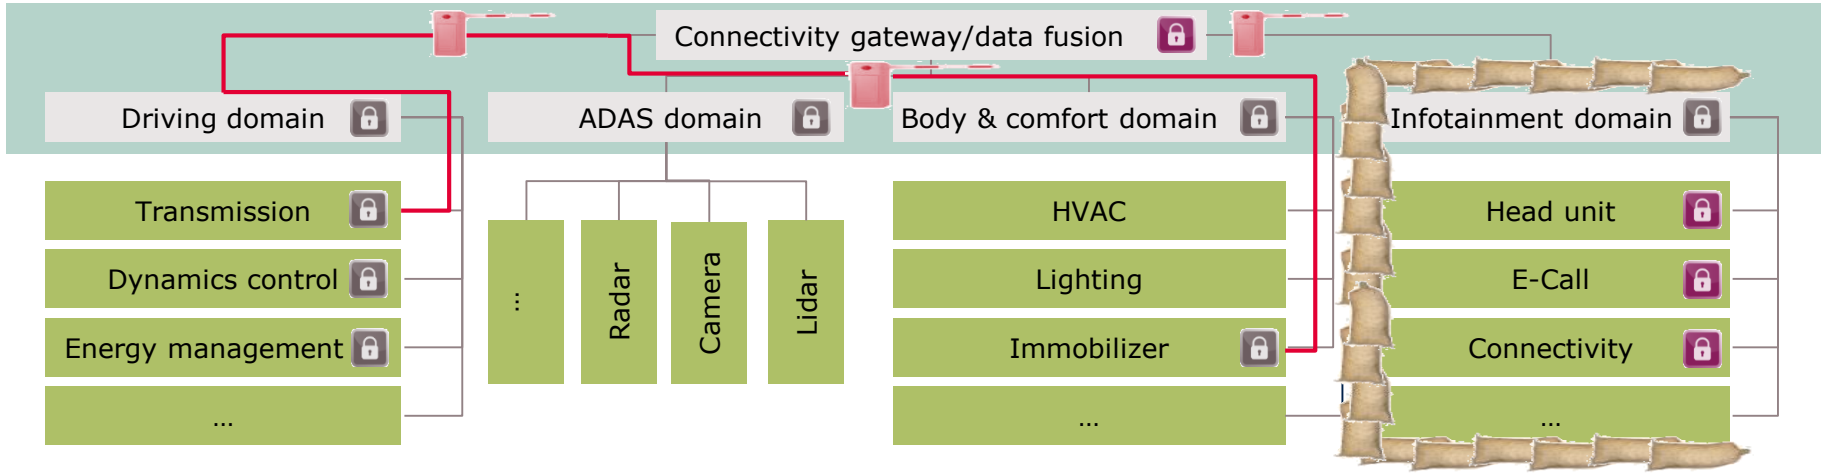 Connectivity gateway/data fusion
Driving domain
ADAS domain
Body & comfort domain
Infotainment domain
Transmission
Dynamics control
Energy management
...
...
Radar
Camera
Lidar
HVAC
Lighting
Immobilizer
...
Head unit
E-Call
Connectivity
...